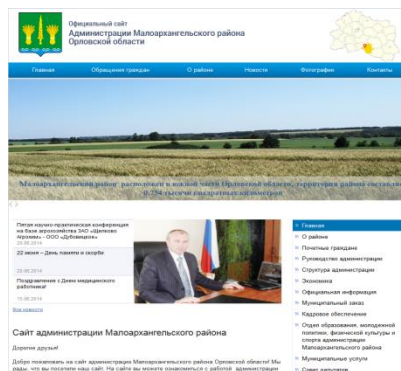 Официальный сайт
Администрации Малоархангельского района
Орловской области
Главная
Обращения граждан
О районе
Новости
Фотографии
Контакты
Малоархангельский район расположен в южной части Орловской области, территория района составляет
0,754 тысячи квадратных километров
Пятая научно-практическая конференция
на базе агрохозяйства ЗАО «Щелково
Агрохим» - ООО «Дубовицкое»
20.06.2014
22 июня – День памяти и скорби.
20.06.2014
Поздравление с Днем медицинского
работника!
15.06.2014
Все новости
Сайт администрации Малоархангельского района
Дорогие друзья!
Добро пожаловать на сайт администрации Малоархангельского района Орловской области! Мы
рады, что вы посетили наш сайт. На сайте вы можете ознакомиться с работой администрации
Главная
О районе
Почетные граждане
Руководство администрации
Структура администрации
Экономика
Официальная информация
Муниципальный заказ
Кадровое обеспечение
Отдел образования, молодежной
политики, физической культуры и
спорта администрации
Малоархангельского района
Муниципальные услуги
Совет депутатов